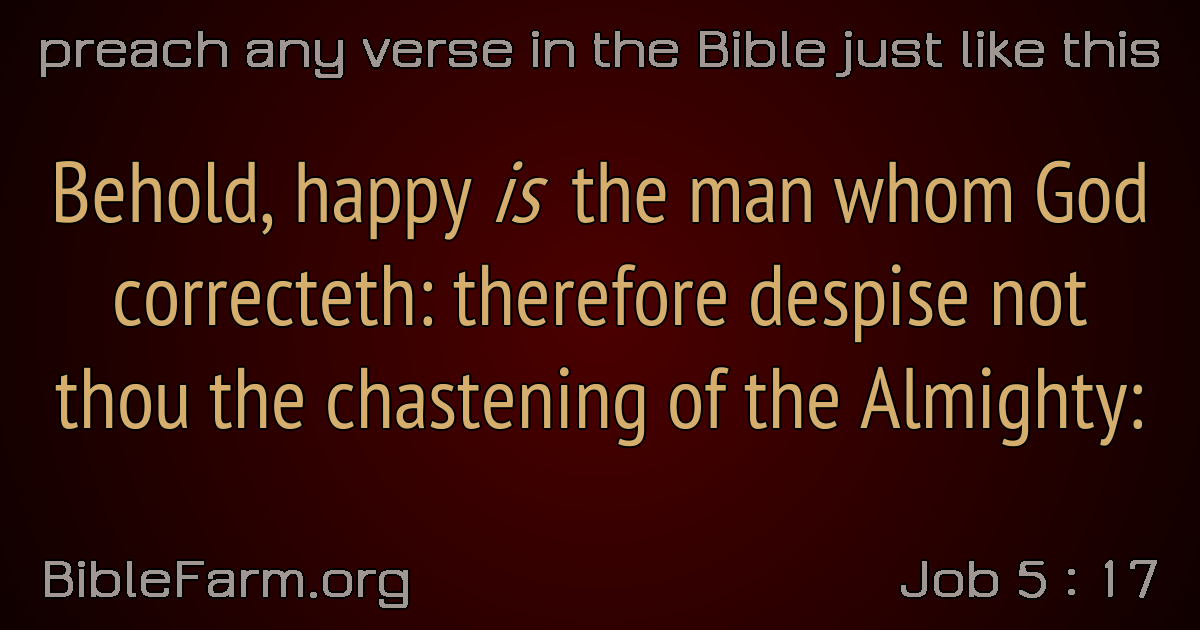 preach any verse in the Bible just like this
Behold, happy is the man whom God
correcteth: therefore despise not
thou the chastening of the Almighty:
BibleFarm.org
Job 5 : 17